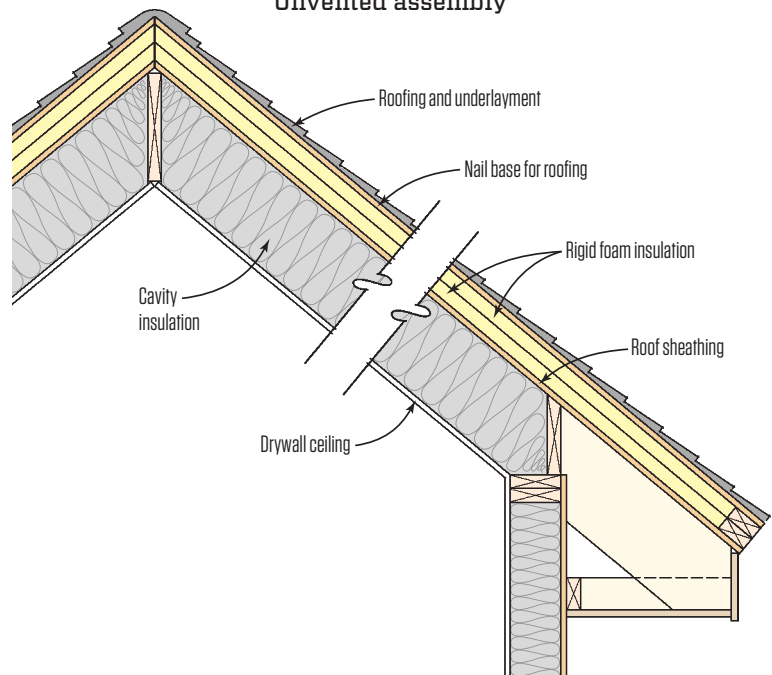 Unvented assembly
Roofing and underlayment
Nail base for roofing
Rigid foam insulation
Cavity
insulation
Roof sheathing
Drywall ceiling